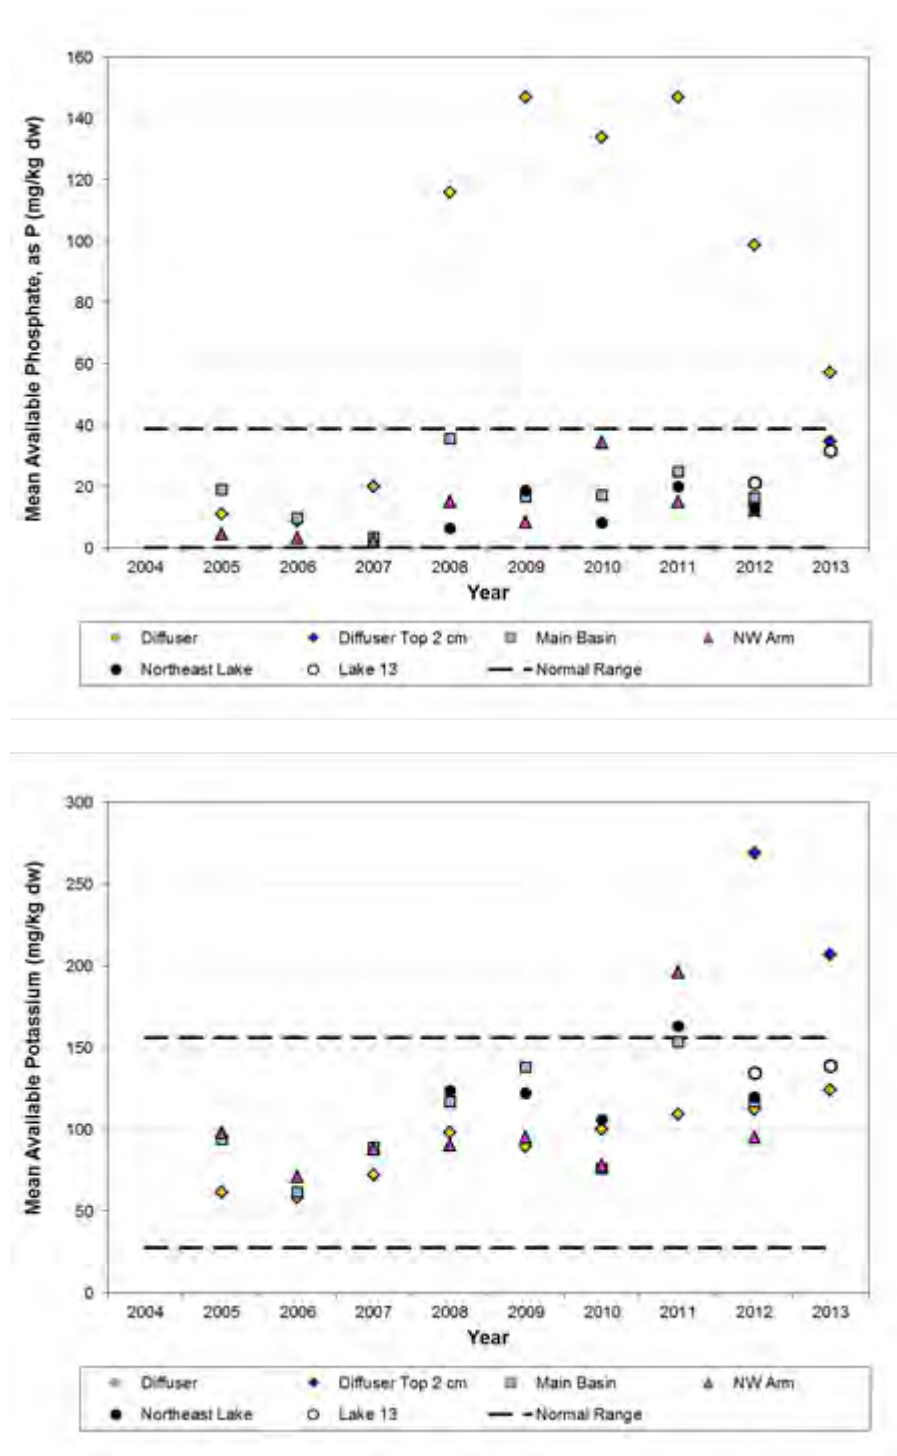 160
140
120
100
80
60
40
20
0
Mean Available Phosphate, as P (mg/kg dw)
2004 2005 2006 2007 2008 2009 2010 2011 2012 2013
Year
Diffuser Diffuser Top 2 cm Main Basin NW Arm
Northeast Lake Lake 13 Normal Range
300
250
200
150
100
50
0
Mean Available Potassium (mg/kg dw)
2004 2005 2006 2007 2008 2009 2010 2011 2012 2013
Year
Diffuser Diffuser Top 2 cm Main Basin NW Arm
Northeast Lake Lake 13 Normal Range